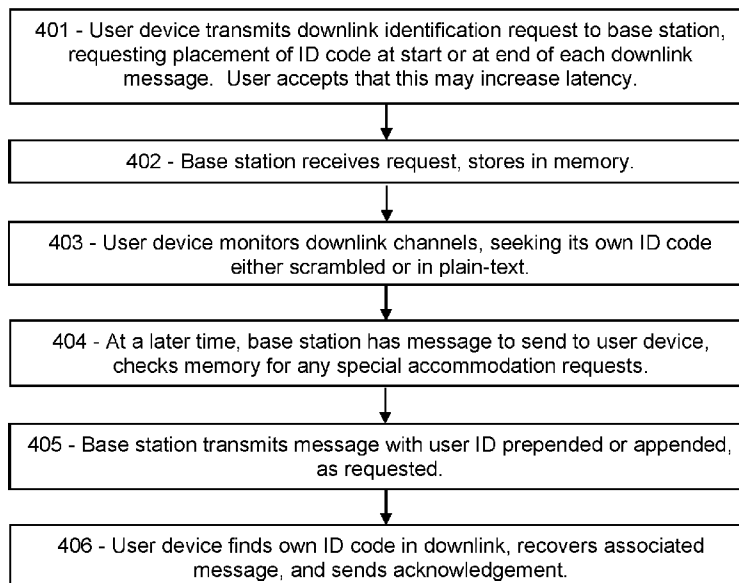 401 - User device transmits downlink identification request to base station,
requesting placement of ID code at start or at end of each downlink
message.  User accepts that this may increase latency.
402 - Base station receives request, stores in memory.
403 - User device monitors downlink channels, seeking its own ID code
either scrambled or in plain-text.
404 - At a later time, base station has message to send to user device,
checks memory for any special accommodation requests.
405 - Base station transmits message with user ID prepended or appended,
as requested.
406 - User device finds own ID code in downlink, recovers associated
message, and sends acknowledgement.